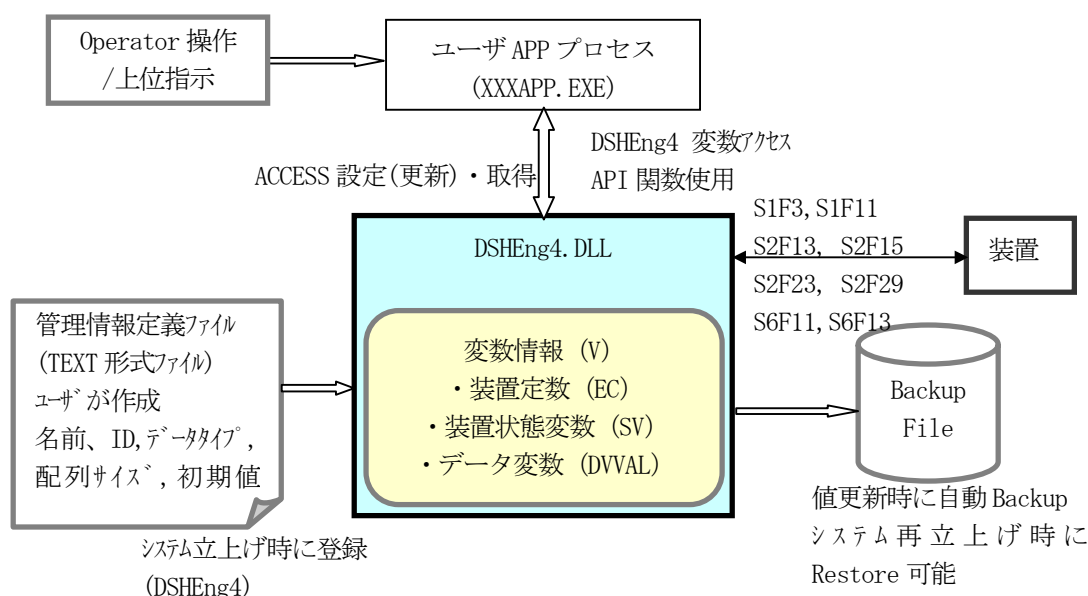 Operator 操作
/上位指示
ユーザ APP プロセス
(XXXAPP.EXE)
ACCESS 設定(更新)・取得
DSHEng4 変数ｱｸｾｽ
API 関数使用
DSHEng4.DLL
S1F3,S1F11
S2F13, S2F15
S2F23, S2F29
S6F11,S6F13
装置
管理情報定義ﾌｧｲﾙ
(TEXT 形式ﾌｧｲﾙ)
ﾕｰｻﾞが作成
名前、ID,ﾃﾞｰﾀﾀｲﾌﾟ,
配列ｻｲｽﾞ,初期値
変数情報 (V)
・装置定数 (EC)
・装置状態変数 (SV)
・データ変数 (DVVAL)
Backup
File
ｼｽﾃﾑ立上げ時に登録
(DSHEng4)
値更新時に自動 Backup
ｼｽﾃﾑ再立上げ時に
Restore 可能